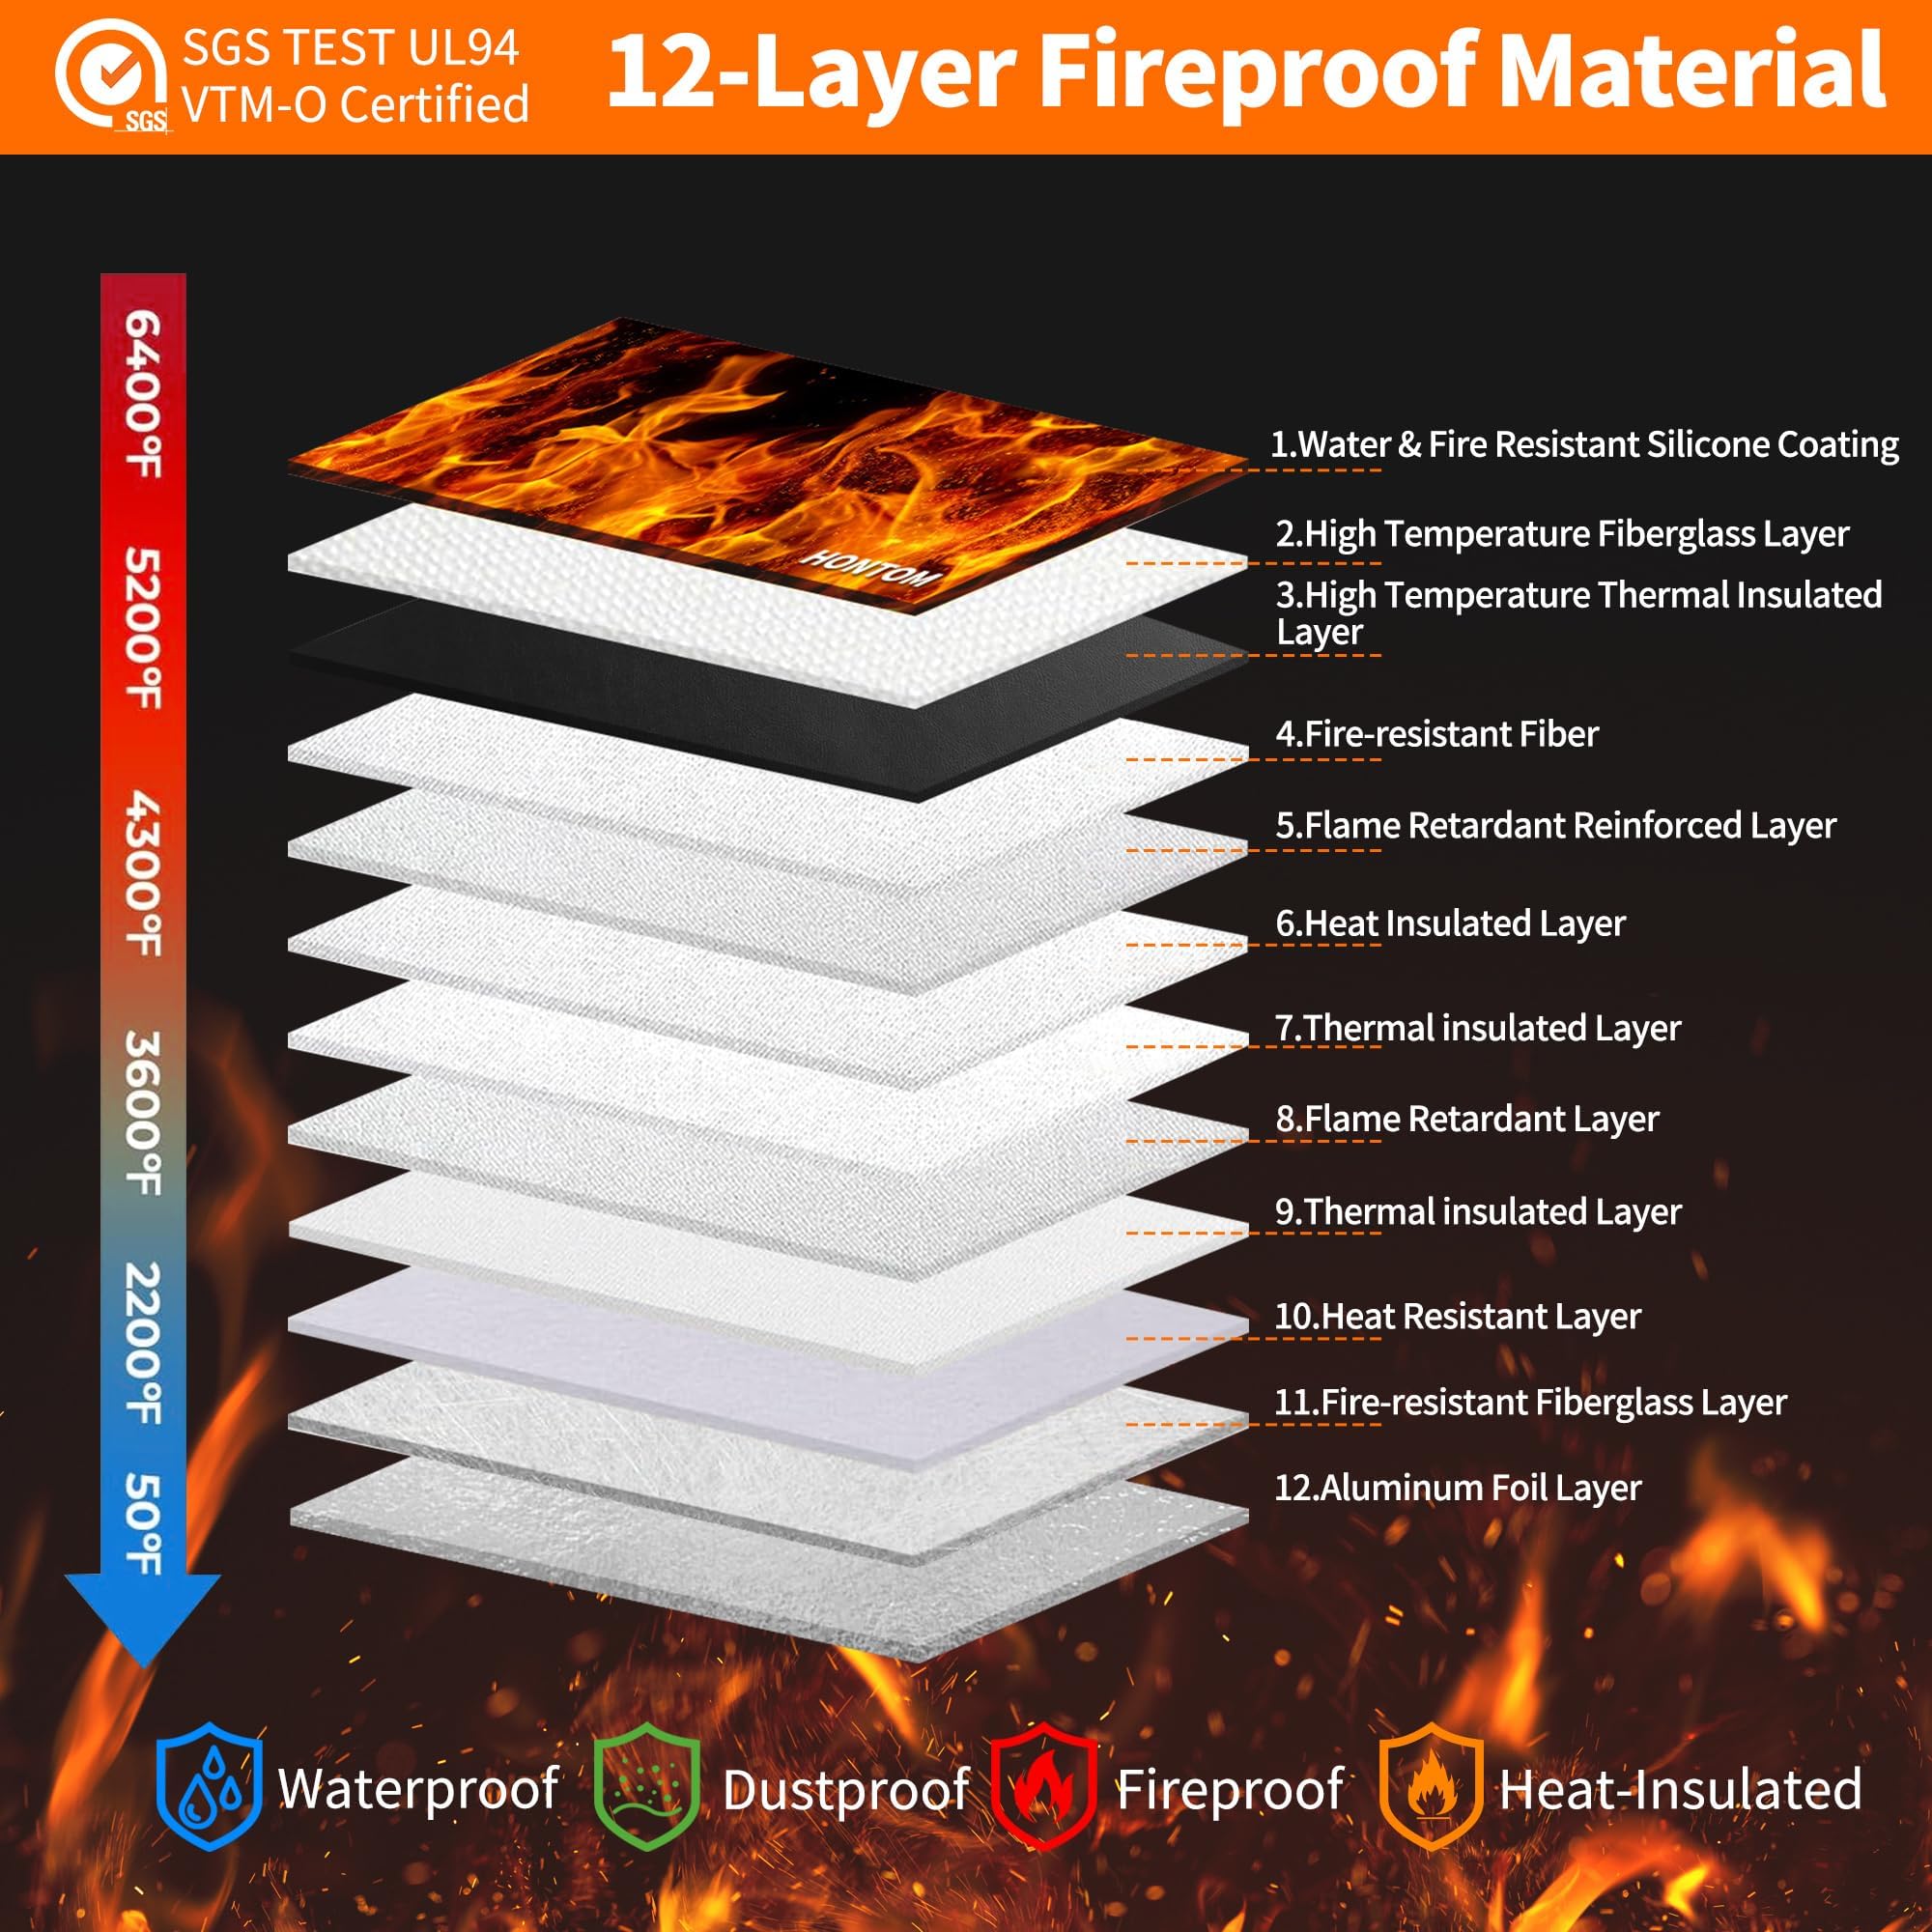 SGS TEST UL94
VTM-O Certified
SGS
12-Layer Fireproof Material
6400°F
5200°F
4300°F
3600°F
2200°F
50°F
HONTOM
1.Water & Fire Resistant Silicone Coating
2.High Temperature Fiberglass Layer
3.High Temperature Thermal Insulated
Layer
4.Fire-resistant Fiber
5.Flame Retardant Reinforced Layer
6.Heat Insulated Layer
7.Thermal insulated Layer
8.Flame Retardant Layer
9.Thermal insulated Layer
10.Heat Resistant Layer
11.Fire-resistant Fiberglass Layer
12.Aluminum Foil Layer
Waterproof
Dustproof
Fireproof
Heat-Insulated